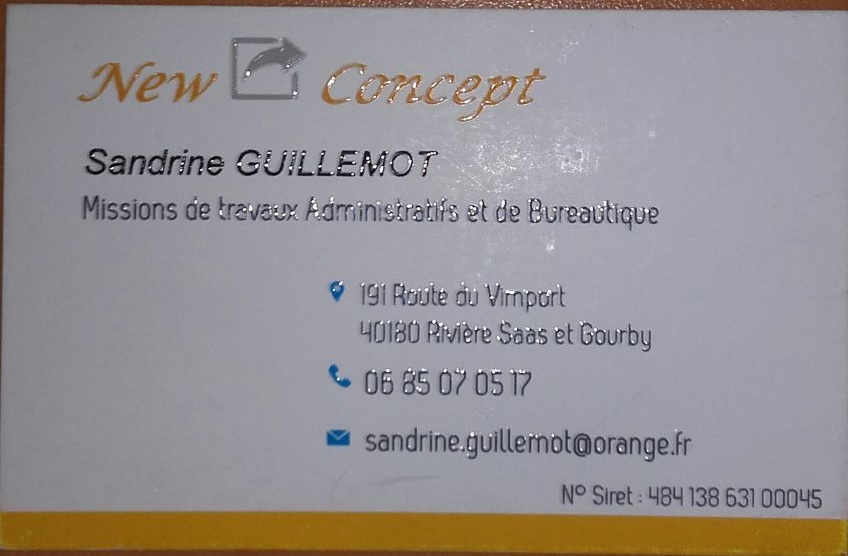 New Concept
Sandrine GUILLEMOT
Missions de travaux Administratifs et de Bureautique
191 Route du Vimport
40180 Rivière Saas et Gourby
06 85 07 05 17
sandrine.guillemot@orange.fr
N° Siret : 484 138 631 00045